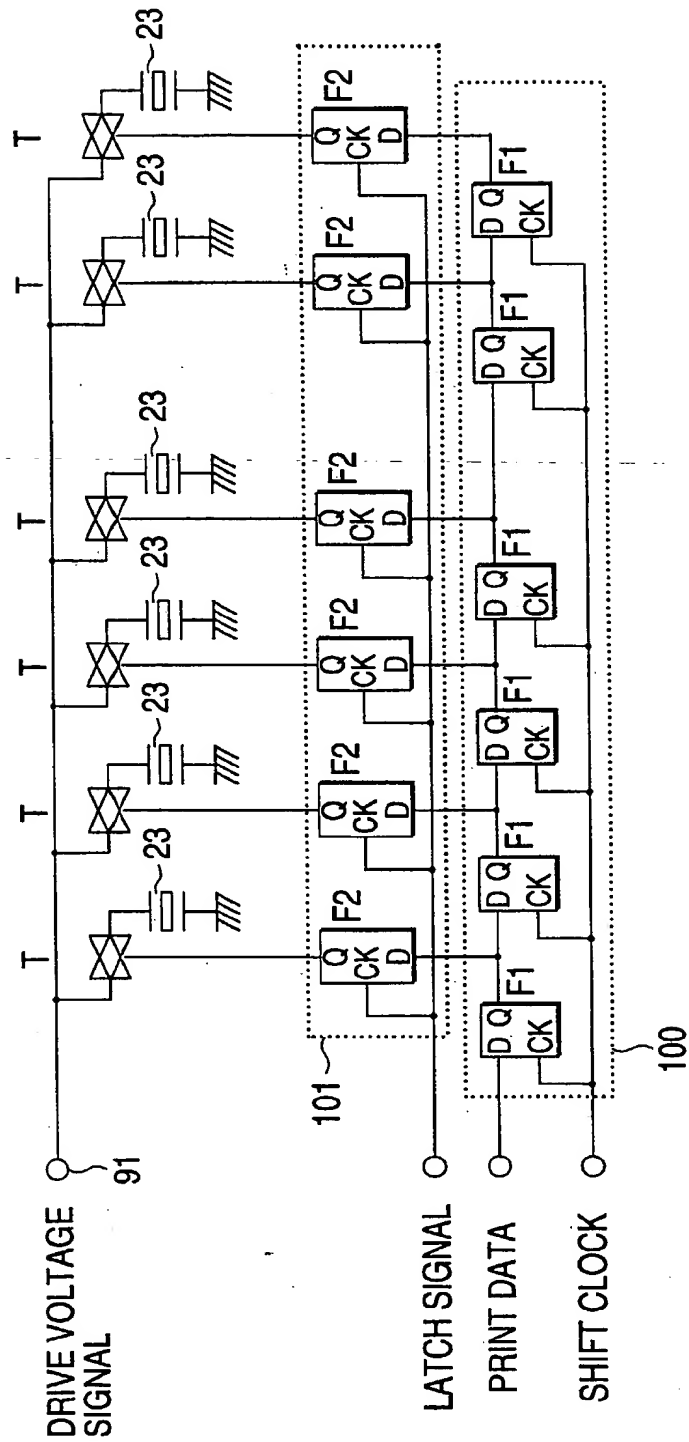 DRIVE VOLTAGE
SIGNAL
91
T T T T T T
23 23 23 23 23 23
101
F2 F2 F2 F2 F2 F2
Q Q Q Q Q Q
CK CK CK CK CK CK
D D D D D D
LATCH SIGNAL
F1 F1 F1 F1 F1 F1
PRINT DATA
D Q D Q D Q D Q D Q D Q
CK CK CK CK CK CK
SHIFT CLOCK
100